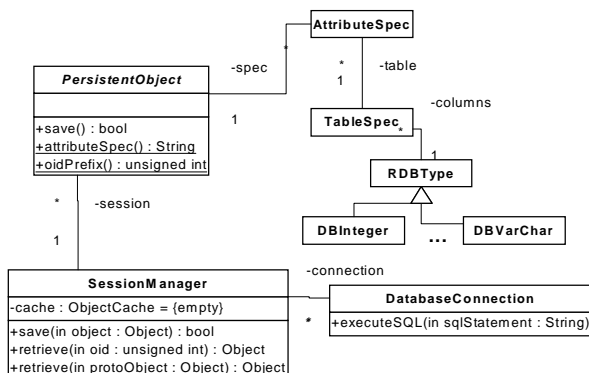 AttributeSpec
-spec
*
*
1
-table
PersistentObject
+save() : bool
+attributeSpec() : String
+oidPrefix() : unsigned int
1
-columns
TableSpec
*
1
RDBType
DBInteger
...
DBVarChar
*
-session
1
SessionManager
-cache : ObjectCache = {empty}
+save(in object : Object) : bool
+retrieve(in oid : unsigned int) : Object
+retrieve(in protoObject : Object) : Object
-connection
*
DatabaseConnection
+executeSQL(in sqlStatement : String)